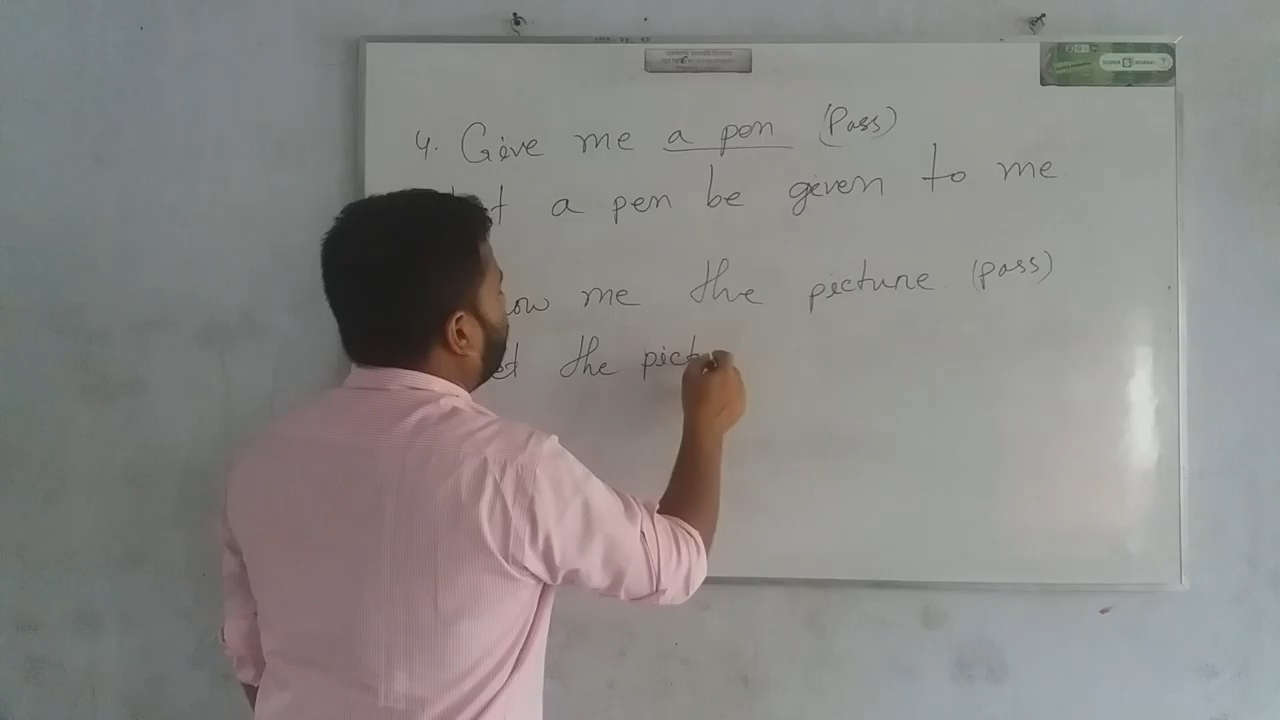 4. Give me a pen (Pass)
a pen be given to me.
me the picture (pass)
the pict